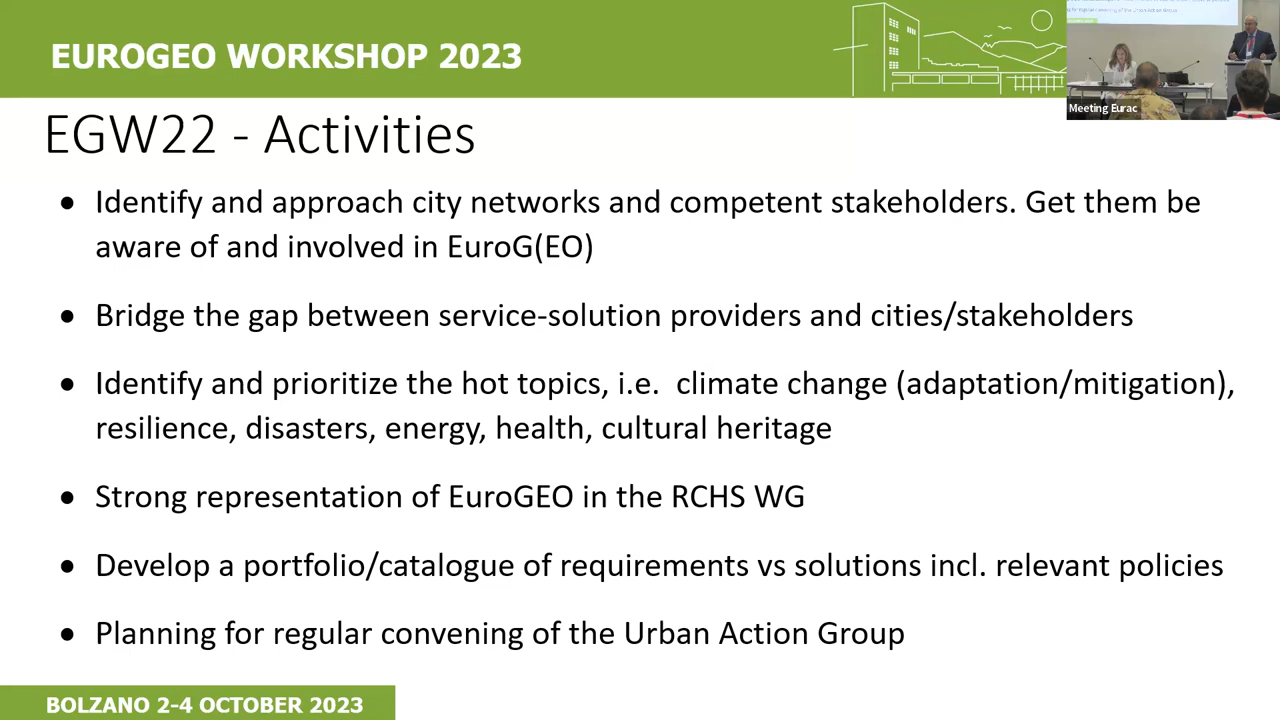 EUROGEO WORKSHOP 2023
Meeting Eurac
EGW22 - Activities
● Identify and approach city networks and competent stakeholders. Get them be
aware of and involved in EuroG(EO)
● Bridge the gap between service-solution providers and cities/stakeholders
● Identify and prioritize the hot topics, i.e. climate change (adaptation/mitigation),
resilience, disasters, energy, health, cultural heritage
● Strong representation of EuroGEO in the RCHS WG
● Develop a portfolio/catalogue of requirements vs solutions incl. relevant policies
● Planning for regular convening of the Urban Action Group
BOLZANO 2-4 OCTOBER 2023